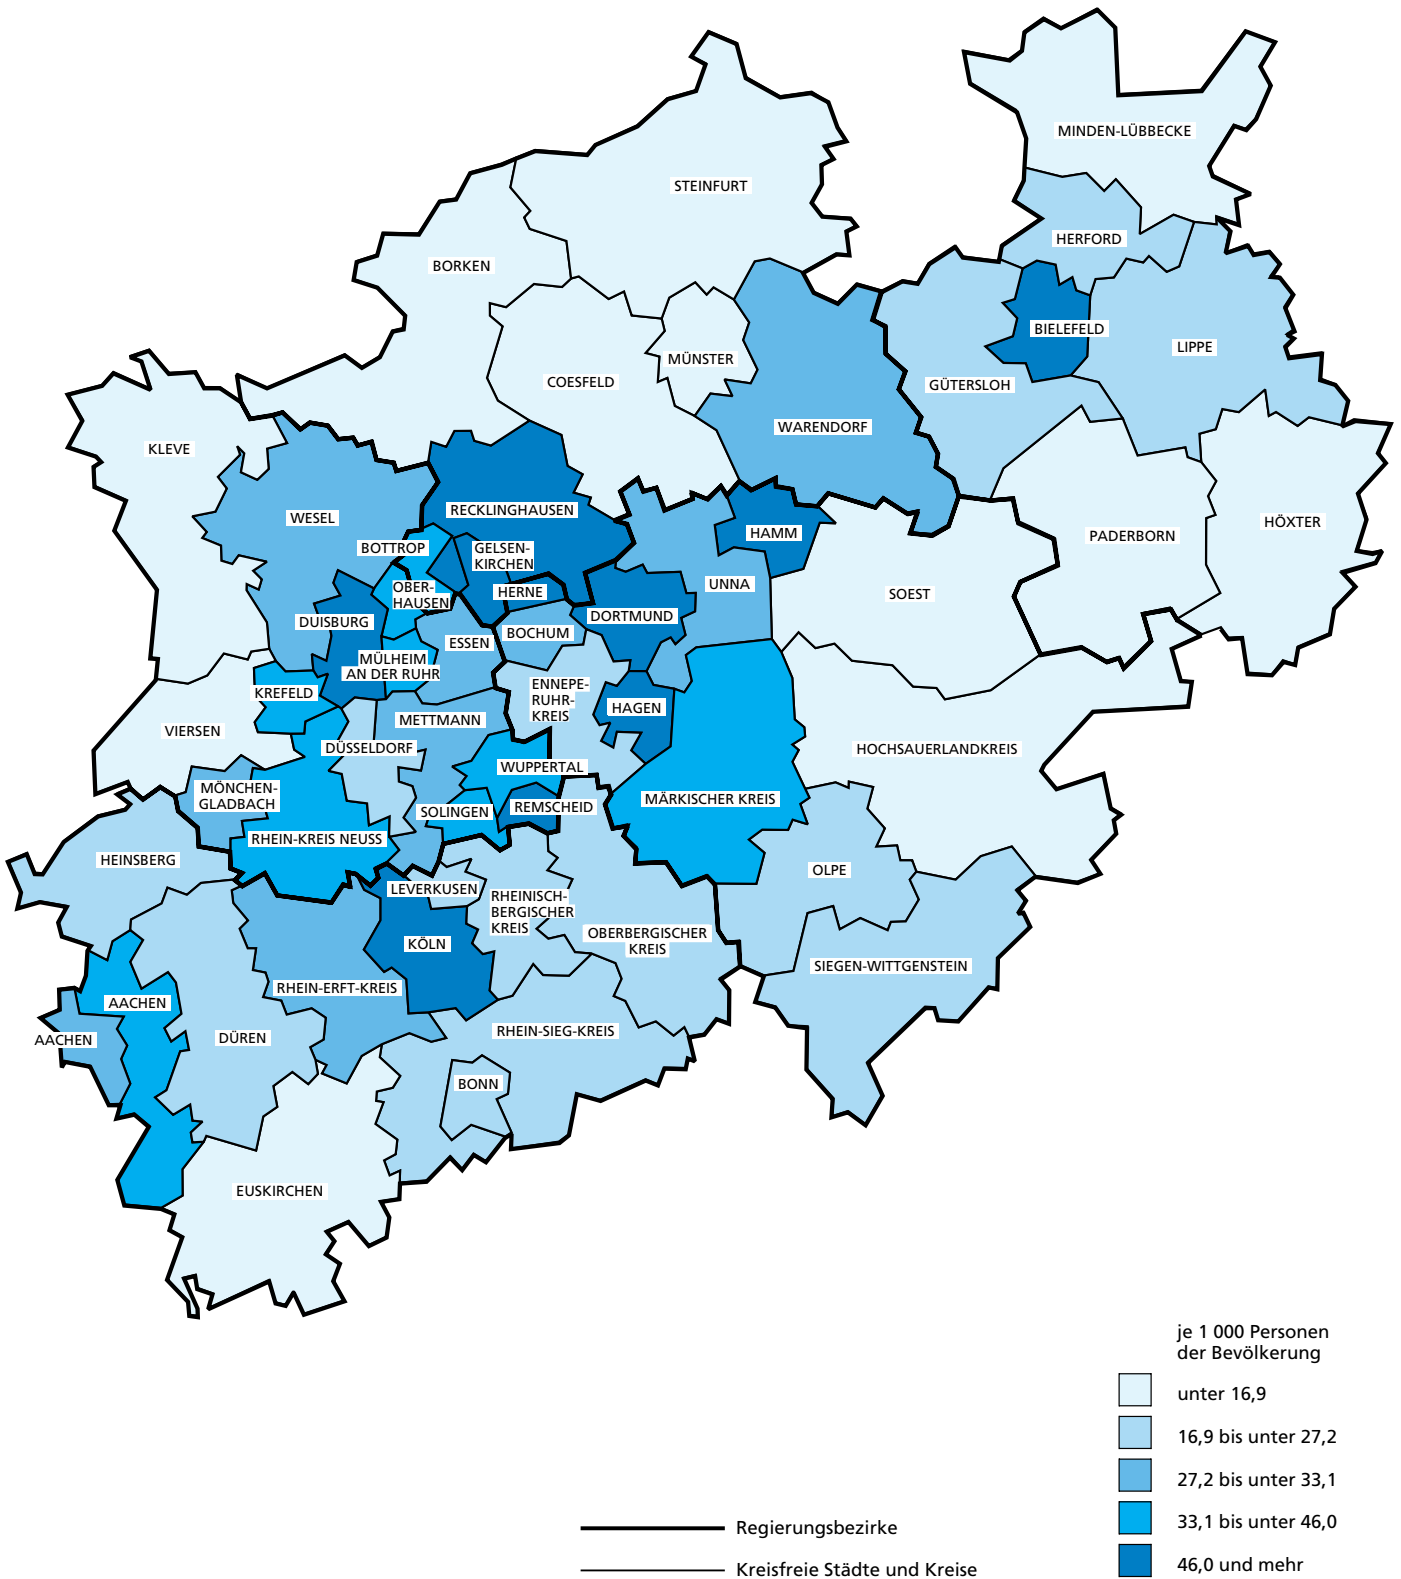 MINDEN-LÜBBECKE
STEINFURT
HERFORD
BORKEN
BIELEFELD
LIPPE
MÜNSTER
COESFELD
GÜTERSLOH
WARENDORF
KLEVE
RECKLINGHAUSEN
WESEL
HÖXTER
HAMM
PADERBORN
BOTTROP
GELSEN-
KIRCHEN
UNNA
OBER-
HAUSEN
HERNE
SOEST
DORTMUND
DUISBURG
BOCHUM
ESSEN
MÜLHEIM
AN DER RUHR
KREFELD
ENNEPE-
RUHR-
KREIS
HAGEN
METTMANN
VIERSEN
DÜSSELDORF
HOCHSAUERLANDKREIS
WUPPERTAL
MÖNCHEN-
GLADBACH
MÄRKISCHER KREIS
REMSCHEID
SOLINGEN
RHEIN-KREIS NEUSS
HEINSBERG
OLPE
LEVERKUSEN
RHEINISCH-
BERGISCHER
KREIS
OBERBERGISCHER
KREIS
KÖLN
SIEGEN-WITTGENSTEIN
RHEIN-ERFT-KREIS
AACHEN
RHEIN-SIEG-KREIS
DÜREN
AACHEN
BONN
EUSKIRCHEN
je 1 000 Personen
der Bevölkerung
unter 16,9
16,9 bis unter 27,2
27,2 bis unter 33,1
33,1 bis unter 46,0
46,0 und mehr
Regierungsbezirke
Kreisfreie Städte und Kreise